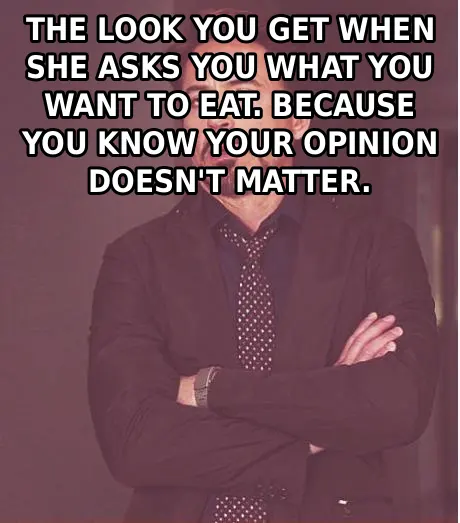 THE LOOK YOU GET WHEN
SHE ASKS YOU WHAT YOU
WANT TO EAT. BECAUSE
YOU KNOW YOUR OPINION
DOESN'T MATTER.